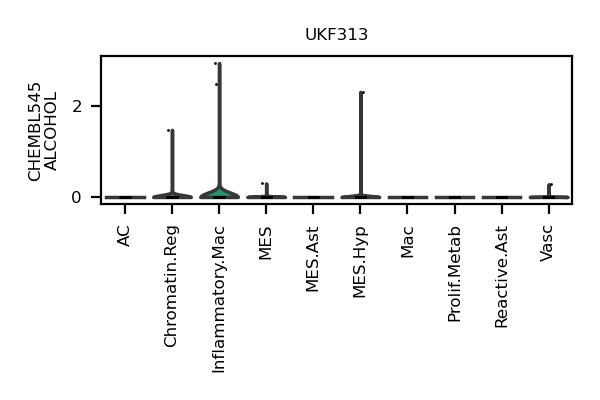 UKF313
CHEMBL545
ALCOHOL
2
0
AC
Chromatin.Reg
Inflammatory.Mac
MES
MES.Ast
MES.Hyp
Mac
Prolif.Metab
Reactive.Ast
Vasc